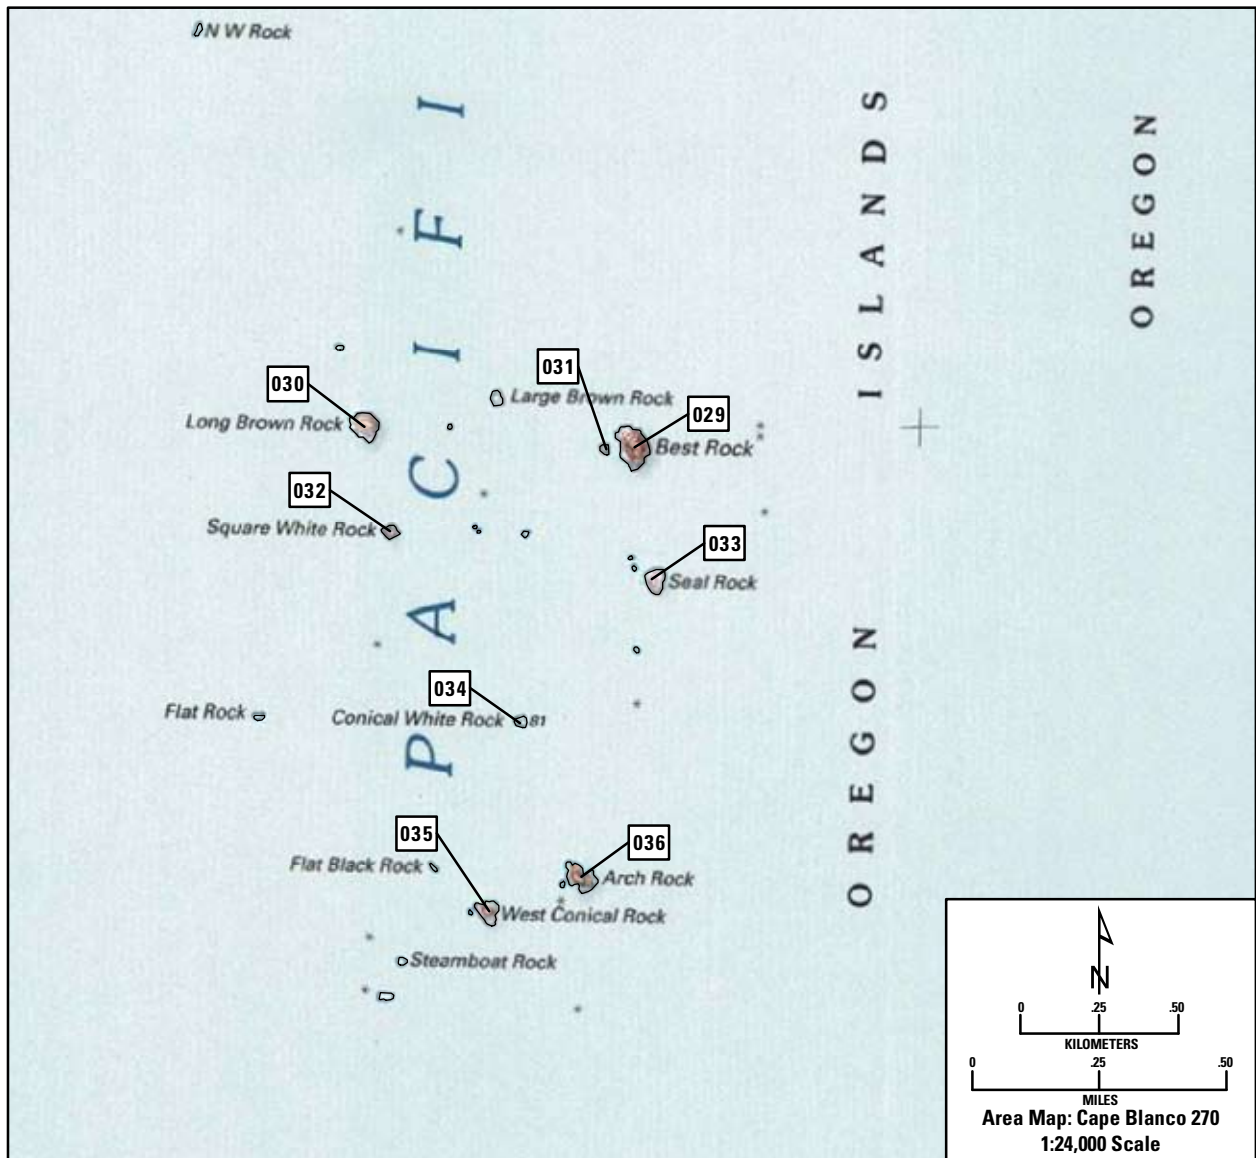 N W Rock
PACIFI
OREGON ISLANDS
OREGON
031
030
Large Brown Rock
029
Long Brown Rock
Best Rock
032
Square White Rock
033
Seal Rock
034
Flat Rock
Conical White Rock
81
035
036
Flat Black Rock
Arch Rock
West Conical Rock
Steamboat Rock
N
0 .25 .50
KILOMETERS
0 .25 .50
MILES
Area Map: Cape Blanco 270
1:24,000 Scale